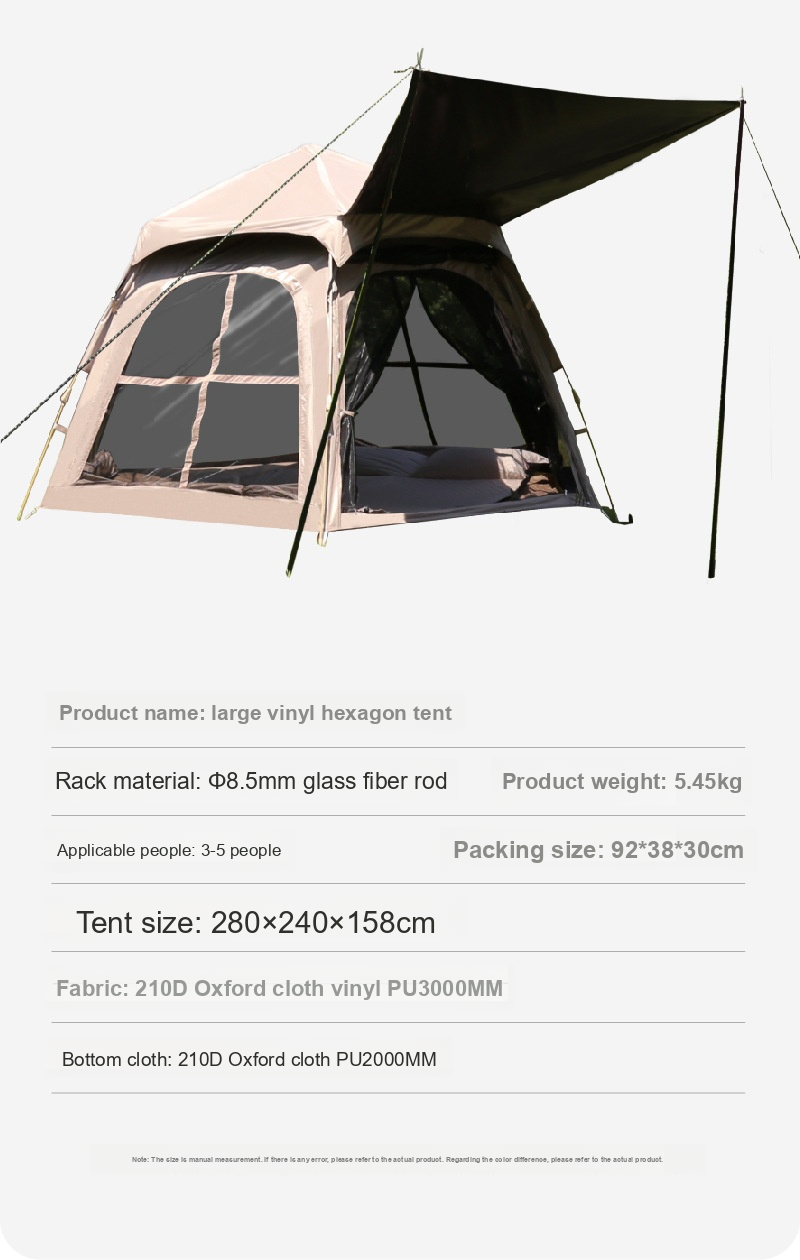 Product name: large vinyl hexagon tent
Rack material: Φ8.5mm glass fiber rod
Product weight: 5.45kg
Applicable people: 3-5 people
Packing size: 92*38*30cm
Tent size: 280×240×158cm
Fabric: 210D Oxford cloth vinyl PU3000MM
Bottom cloth: 210D Oxford cloth PU2000MM
Note: The size is manual measurement. If there is any error, please refer to the actual product. Regarding the color difference, please refer to the actual product.